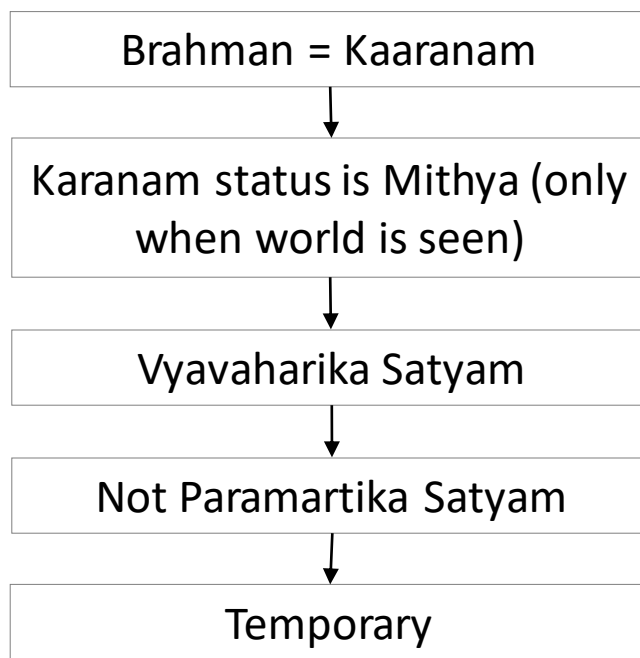 Brahman = Kaaranam
Karanam status is Mithya (only
when world is seen)
Vyavaharika Satyam
Not Paramartika Satyam
Temporary